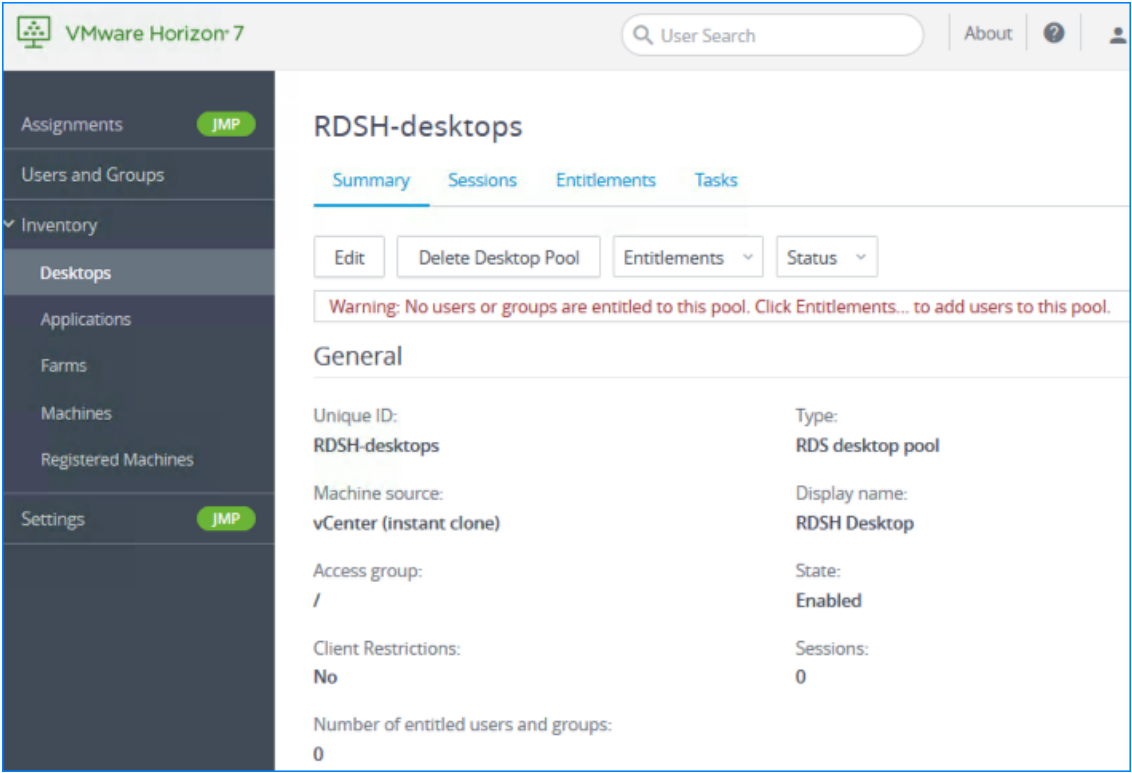 VMware Horizon® 7
User Search
About
?
Assignments JMP
Users and Groups
Inventory
Desktops
Applications
Farms
Machines
Registered Machines
Settings JMP
RDSH-desktops
Summary Sessions Entitlements Tasks
Edit Delete Desktop Pool Entitlements Status
Warning: No users or groups are entitled to this pool. Click Entitlements... to add users to this pool.
General
Unique ID: Type:
RDSH-desktops RDS desktop pool
Machine source: Display name:
vCenter (instant clone) RDSH Desktop
Access group: State:
/ Enabled
Client Restrictions: Sessions:
No 0
Number of entitled users and groups:
0